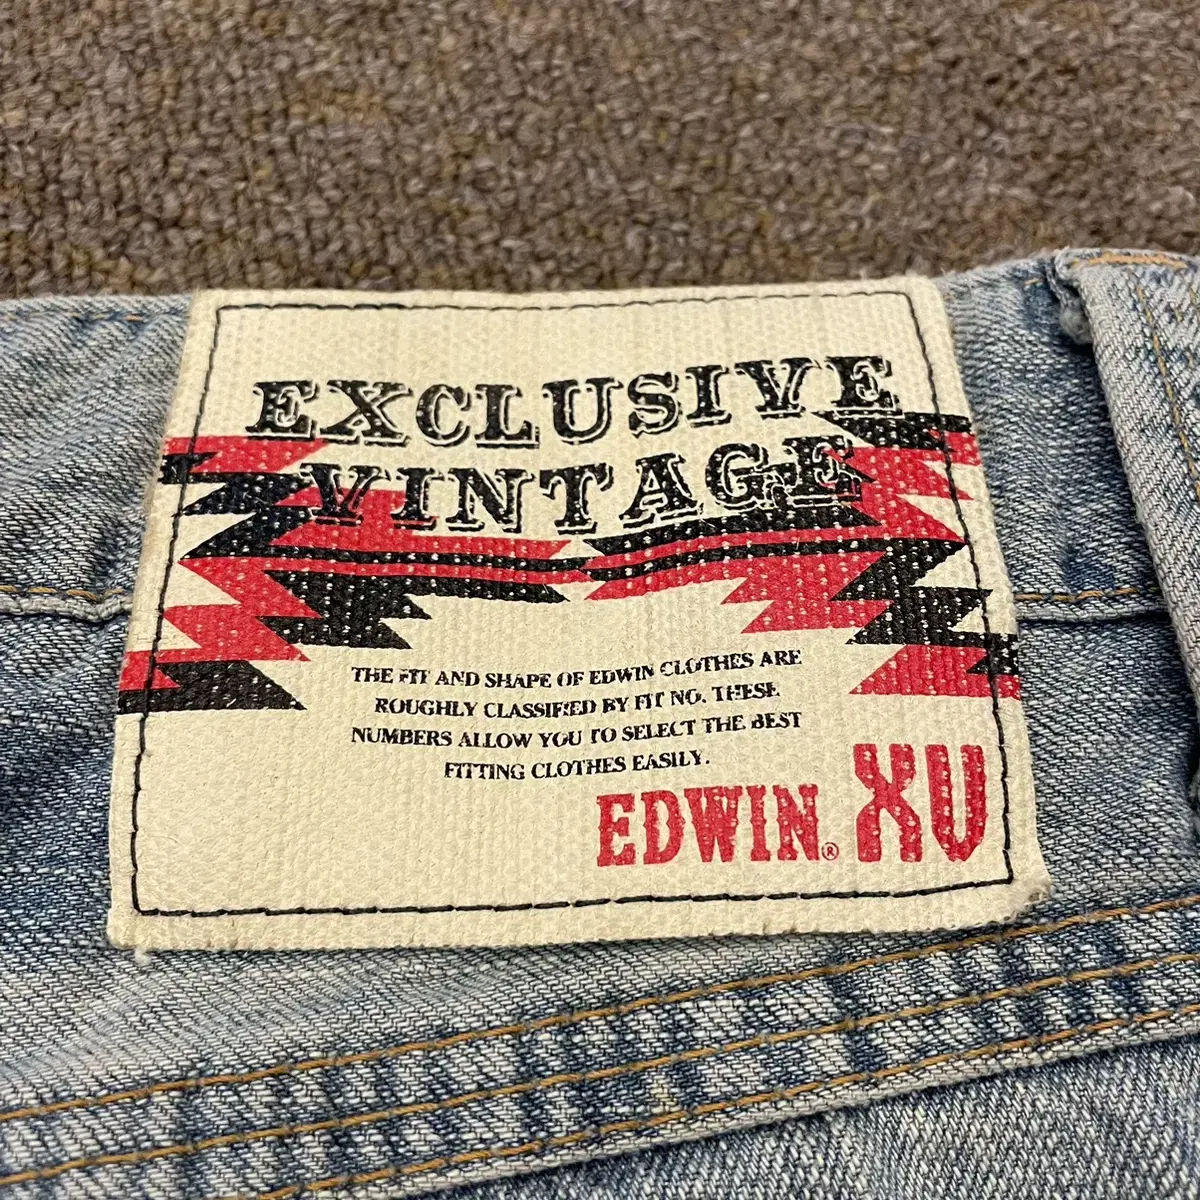 EXCLUSIVE
VINTAGE
THE FIT AND SHAPE OF EDWIN CLOTHES ARE
ROUGHLY CLASSIFIED BY FIT NO. THESE
NUMBERS ALLOW YOU TO SELECT THE BEST
FITTING CLOTHES EASILY.
EDWIN® XV